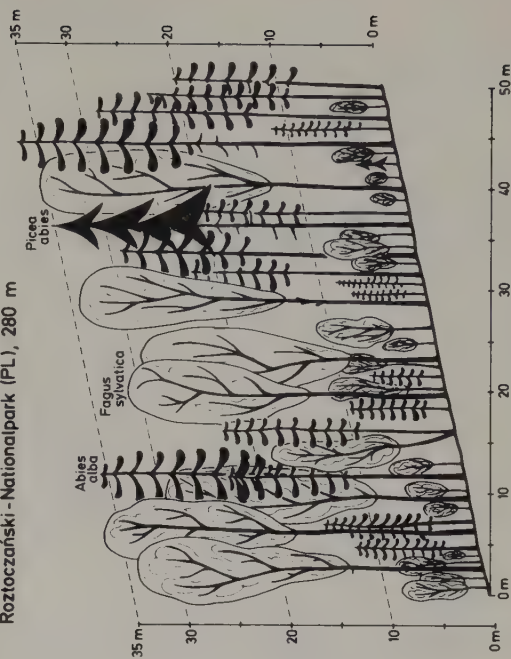 Roztoczański-Nationalpark (PL), 280 m
35 m
30
20
10
0 m
Abies
alba
Fagus
sylvatica
Picea
abies
35 m
30
20
10
0 m
0 m
10
20
30
40
50 m